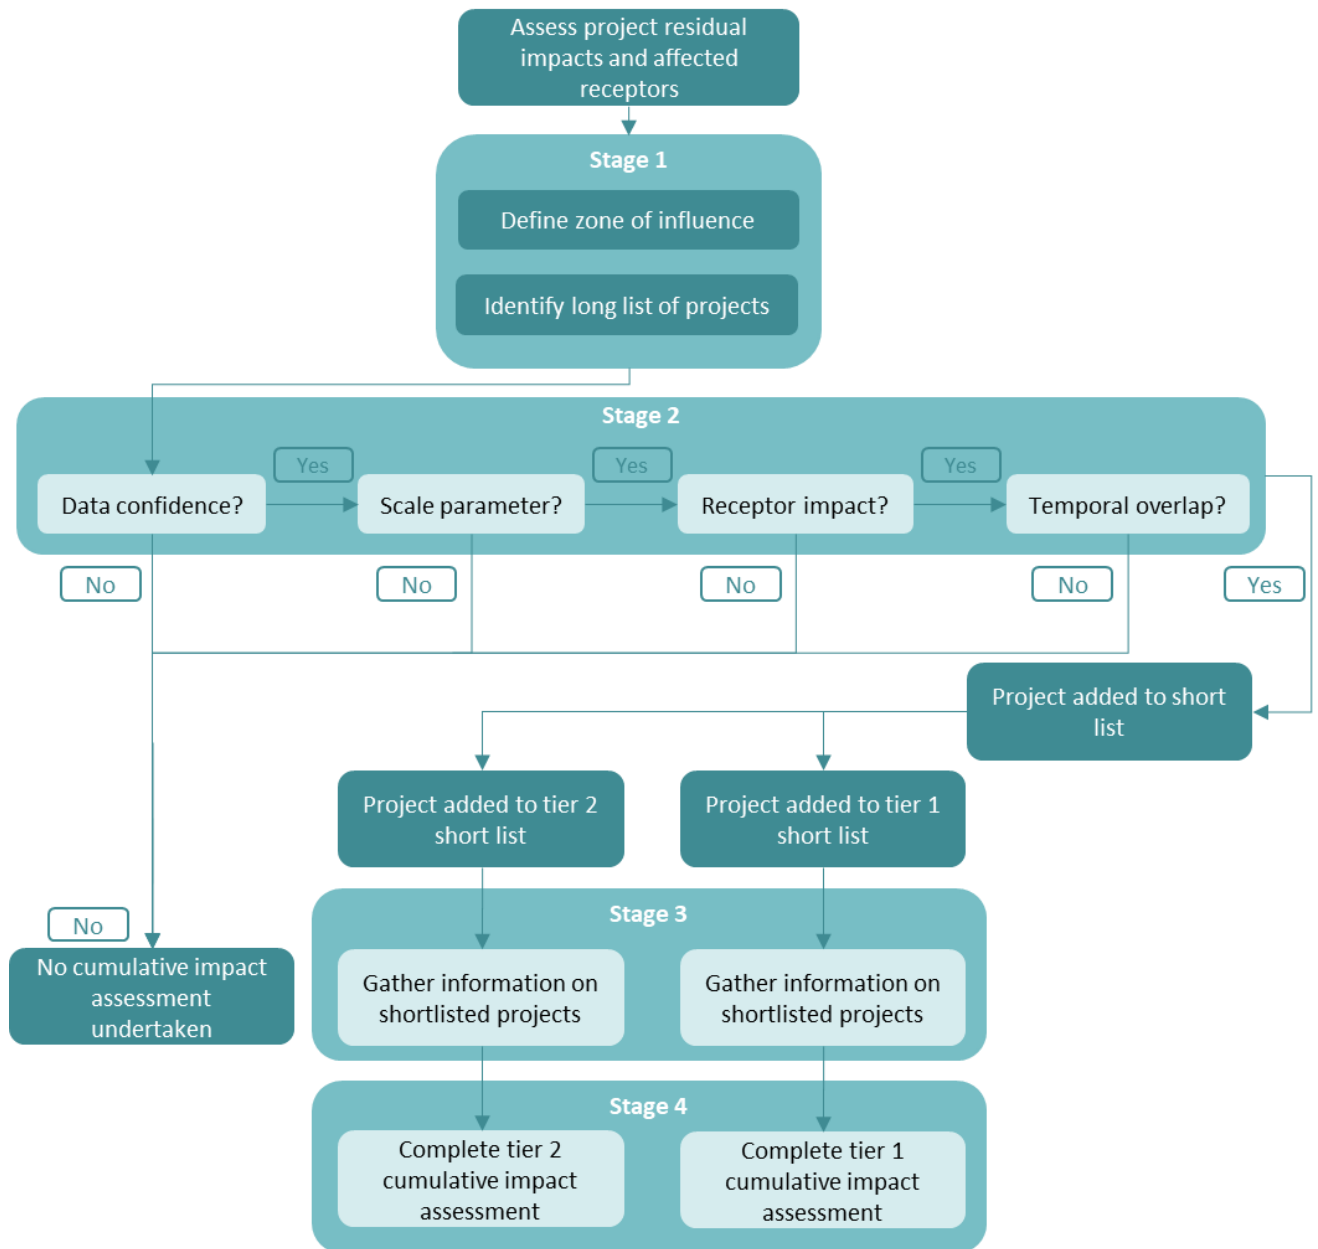 Assess project residual
impacts and affected
receptors
Stage 1
Define zone of influence
Identify long list of projects
Stage 2
Yes
Yes
Yes
Data confidence?
Scale parameter?
Receptor impact?
Temporal overlap?
No
No
No
No
Yes
Project added to short
list
Project added to tier 2
short list
Project added to tier 1
short list
Stage 3
No
No cumulative impact
assessment
undertaken
Gather information on
shortlisted projects
Gather information on
shortlisted projects
Stage 4
Complete tier 2
cumulative impact
assessment
Complete tier 1
cumulative impact
assessment